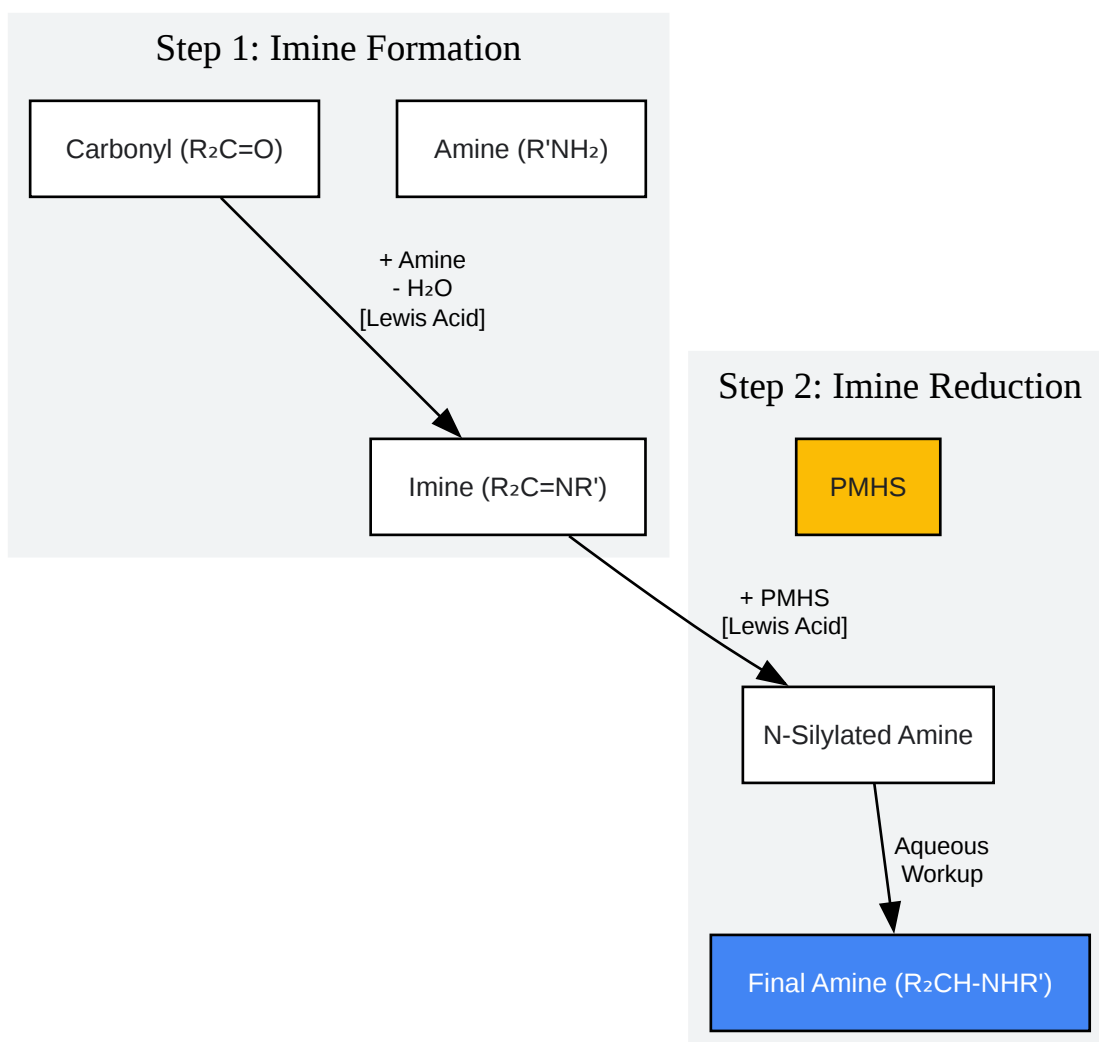 Step 1: Imine Formation
Carbonyl (R₂C=O)
Amine (R'NH₂)
+ Amine
- H₂O
[Lewis Acid]
Imine (R₂C=NR')
Step 2: Imine Reduction
PMHS
+ PMHS
[Lewis Acid]
N-Silylated Amine
Aqueous
Workup
Final Amine (R₂CH-NHR')